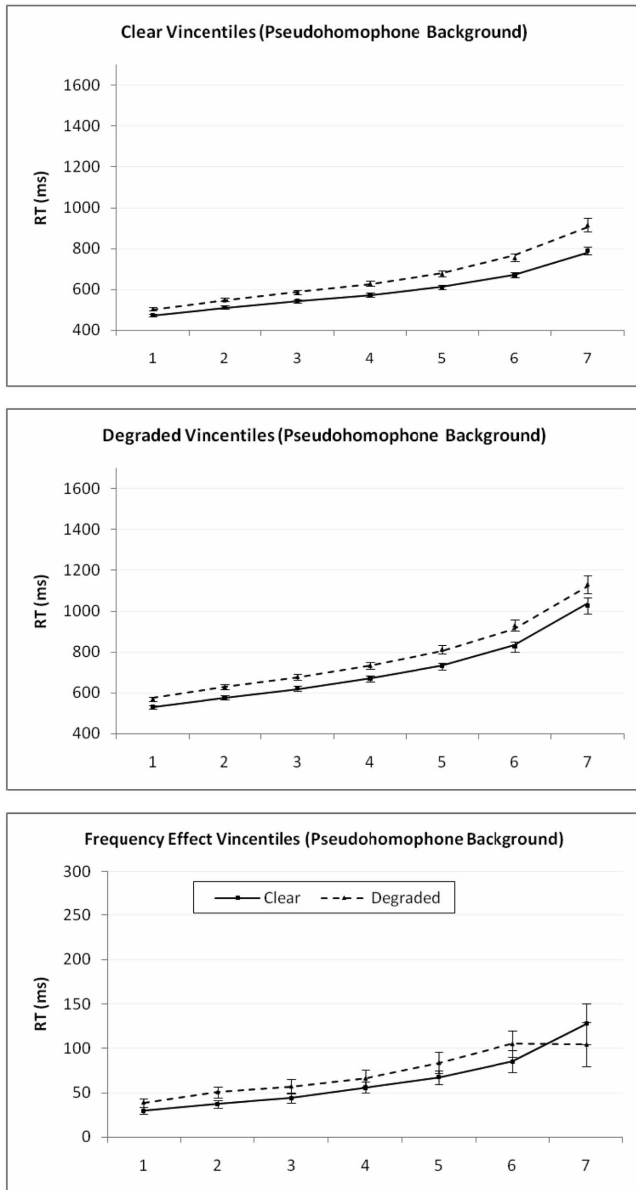 Clear Vincentiles (Pseudohomophone Background)
1600
1400
1200
1000
800
600
400
RT (ms)
1 2 3 4 5 6 7
Degraded Vincentiles (Pseudohomophone Background)
1600
1400
1200
1000
800
600
400
RT (ms)
1 2 3 4 5 6 7
Frequency Effect Vincentiles (Pseudohomophone Background)
300
250
200
150
100
50
0
RT (ms)
Clear Degraded
1 2 3 4 5 6 7